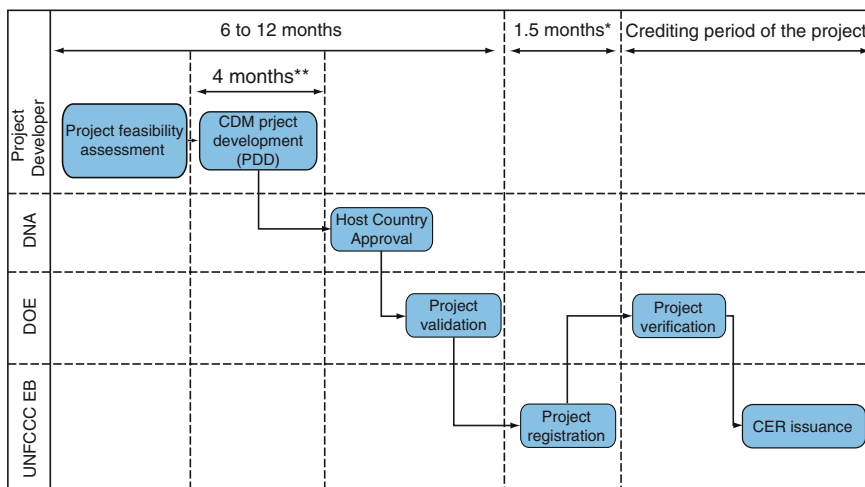 6 to 12 months
1.5 months*
Crediting period of the project
4 months**
Project
Developer
Project feasibility
assessment
CDM prject
development
(PDD)
DNA
Host Country
Approval
DOE
Project
validation
Project
verification
UNFCCC EB
Project
registration
CER issuance